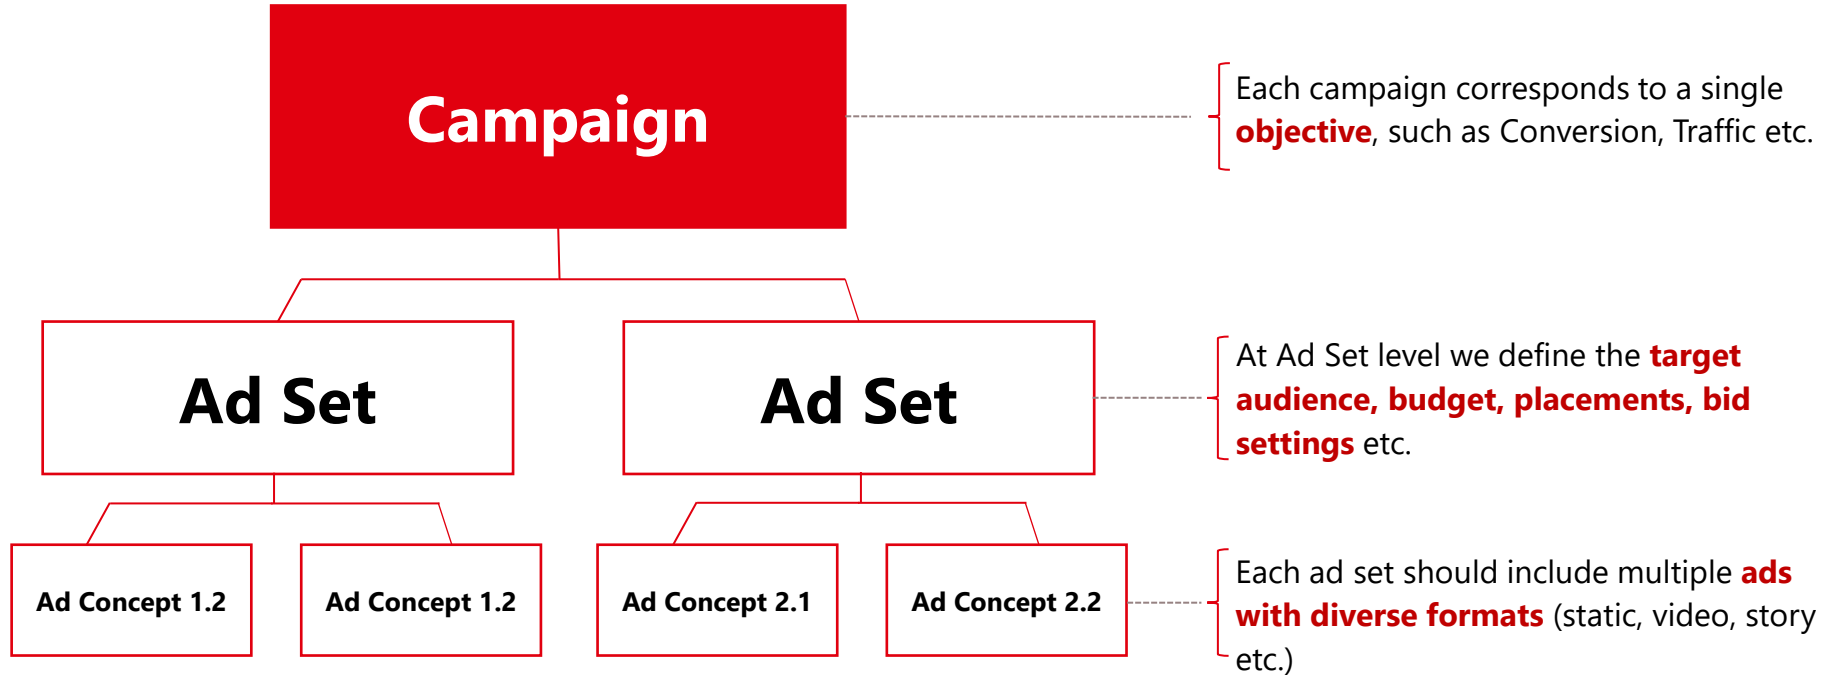 Campaign
Each campaign corresponds to a single
objective, such as Conversion, Traffic etc.
Ad Set
Ad Set
At Ad Set level we define the target
audience, budget, placements, bid
settings etc.
Ad Concept 1.2
Ad Concept 1.2
Ad Concept 2.1
Ad Concept 2.2
Each ad set should include multiple ads
with diverse formats (static, video, story
etc.)